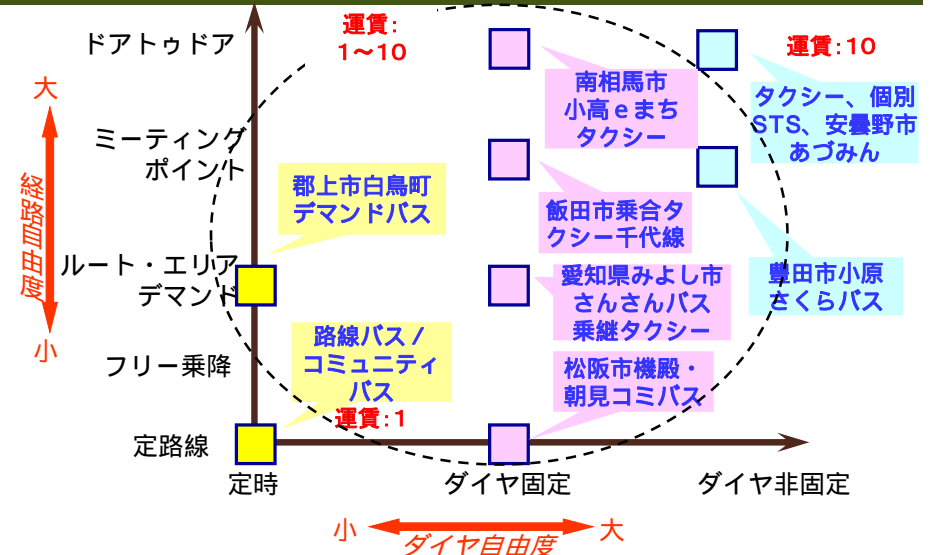 ドアトゥドア
ミーティング
ポイント
ルート・エリア
デマンド
フリー乗降
定路線
大
経路自由度
小
定時
ダイヤ固定
ダイヤ非固定
小
大
ダイヤ自由度
運賃：
１～１０
運賃：１０
南相馬市
小高ｅまち
タクシー
タクシー、個別
STS、安曇野市
あづみん
郡上市白鳥町
デマンドバス
飯田市乗合タ
クシー千代線
愛知県みよし市
さんさんバス
乗継タクシー
豊田市小原
さくらバス
路線バス／
コミュニティ
バス
運賃：１
松阪市機殿・
朝見コミバス